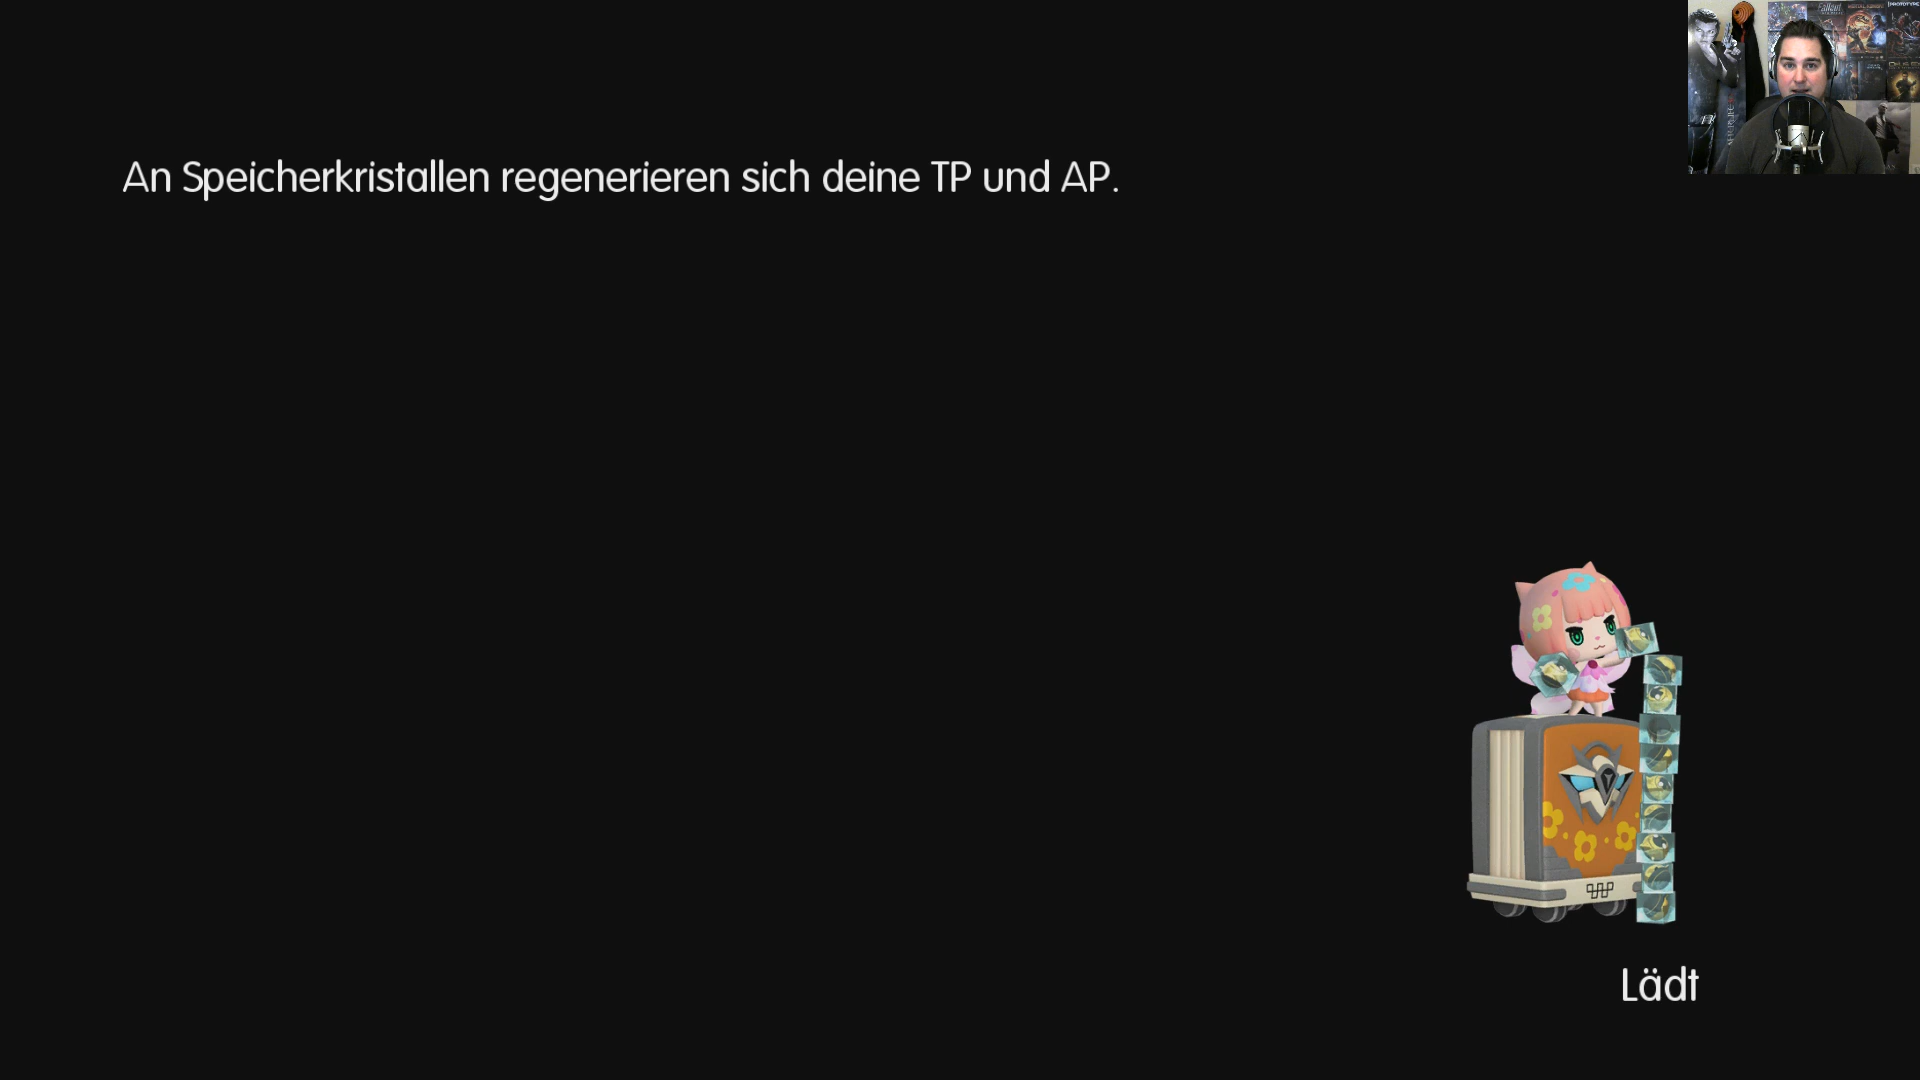 An Speicherkristallen regenerieren sich deine TP und AP.
Lädt